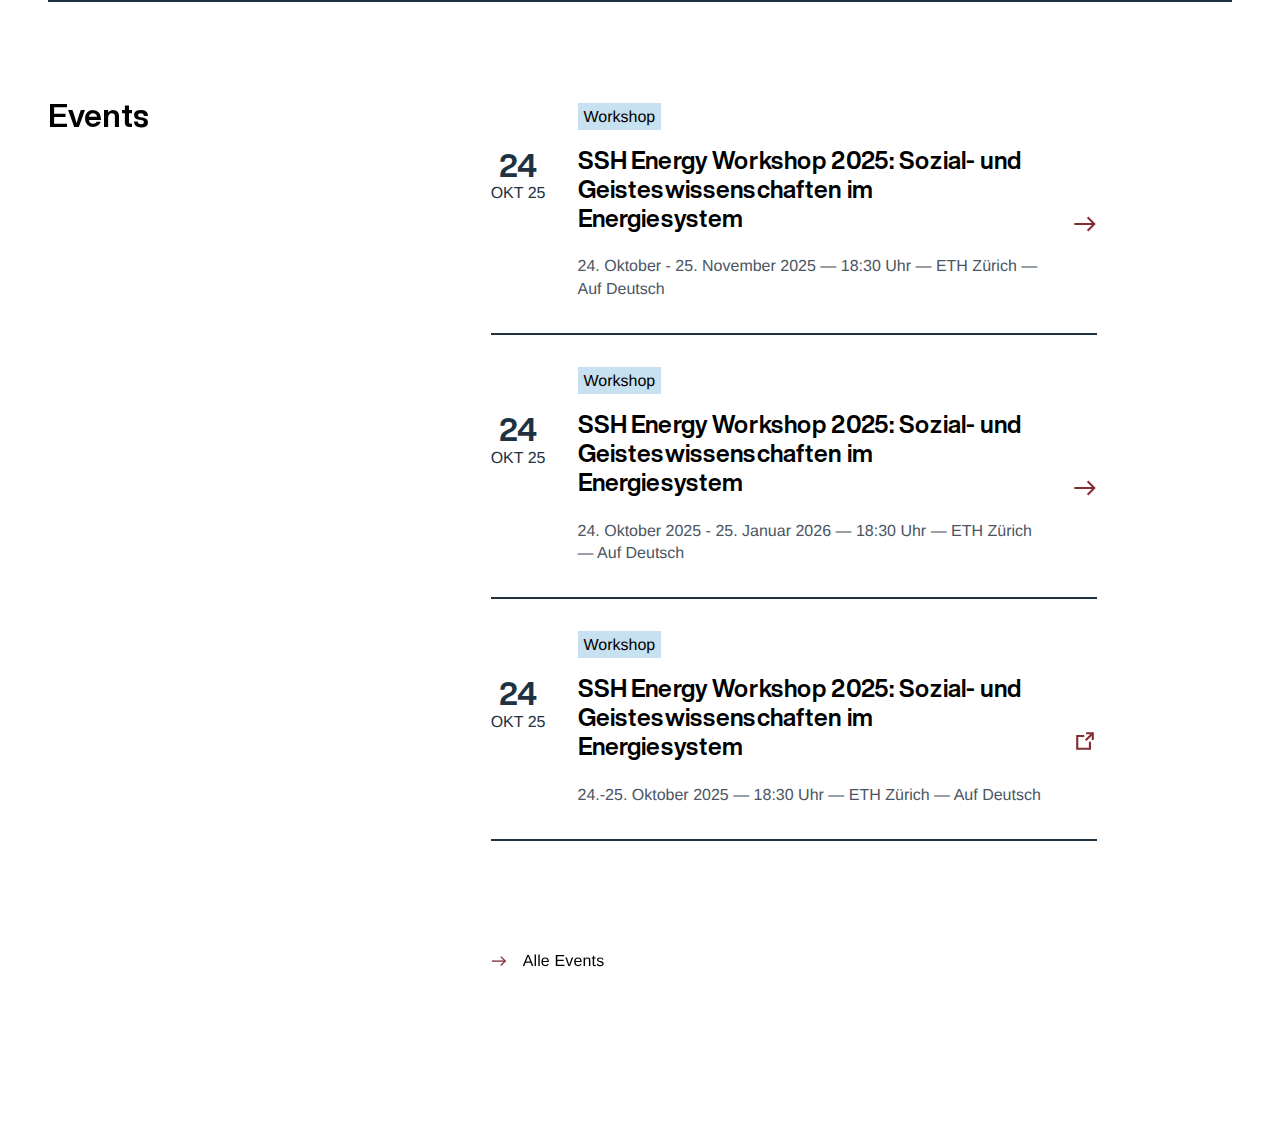 Events
Workshop
24
OKT 25
SSH Energy Workshop 2025: Sozial- und
Geisteswissenschaften im
Energiesystem
24. Oktober - 25. November 2025 — 18:30 Uhr — ETH Zürich —
Auf Deutsch
Workshop
24
OKT 25
SSH Energy Workshop 2025: Sozial- und
Geisteswissenschaften im
Energiesystem
24. Oktober 2025 - 25. Januar 2026 — 18:30 Uhr — ETH Zürich
— Auf Deutsch
Workshop
24
OKT 25
SSH Energy Workshop 2025: Sozial- und
Geisteswissenschaften im
Energiesystem
24.-25. Oktober 2025 — 18:30 Uhr — ETH Zürich — Auf Deutsch
Alle Events